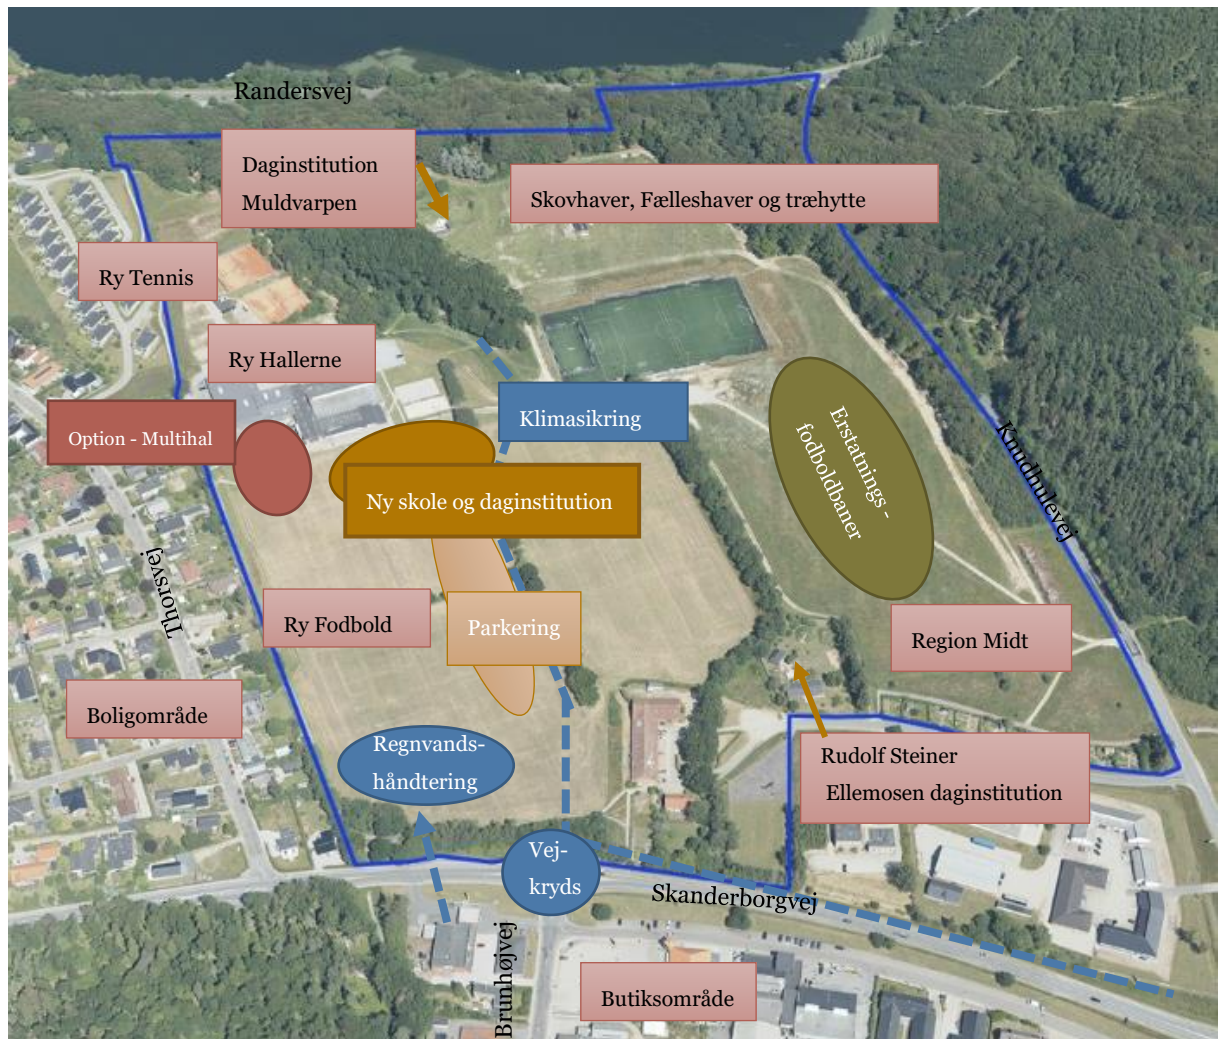 Randersvej
Daginstitution
Muldvarpen
Skovhaver, Fælleshaver og træhytte
Ry Tennis
Ry Hallerne
Klimasikring
Option - Multihal
Erstatnings -
fodboldbaner
Knudhulevej
Ny skole og daginstitution
Thorsvej
Ry Fodbold
Parkering
Region Midt
Boligområde
Regnvands-
håndtering
Rudolf Steiner
Ellemosen daginstitution
Vej-
kryds
Skanderborgvej
Brunhøjvej
Butiksområde